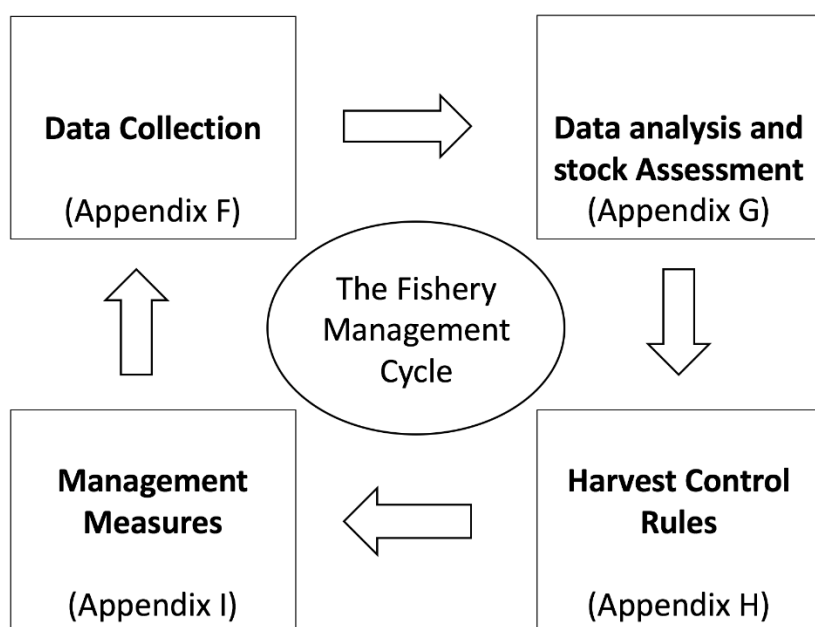 Data Collection
(Appendix F)
Data analysis and
stock Assessment
(Appendix G)
The Fishery
Management
Cycle
Management
Measures
(Appendix I)
Harvest Control
Rules
(Appendix H)